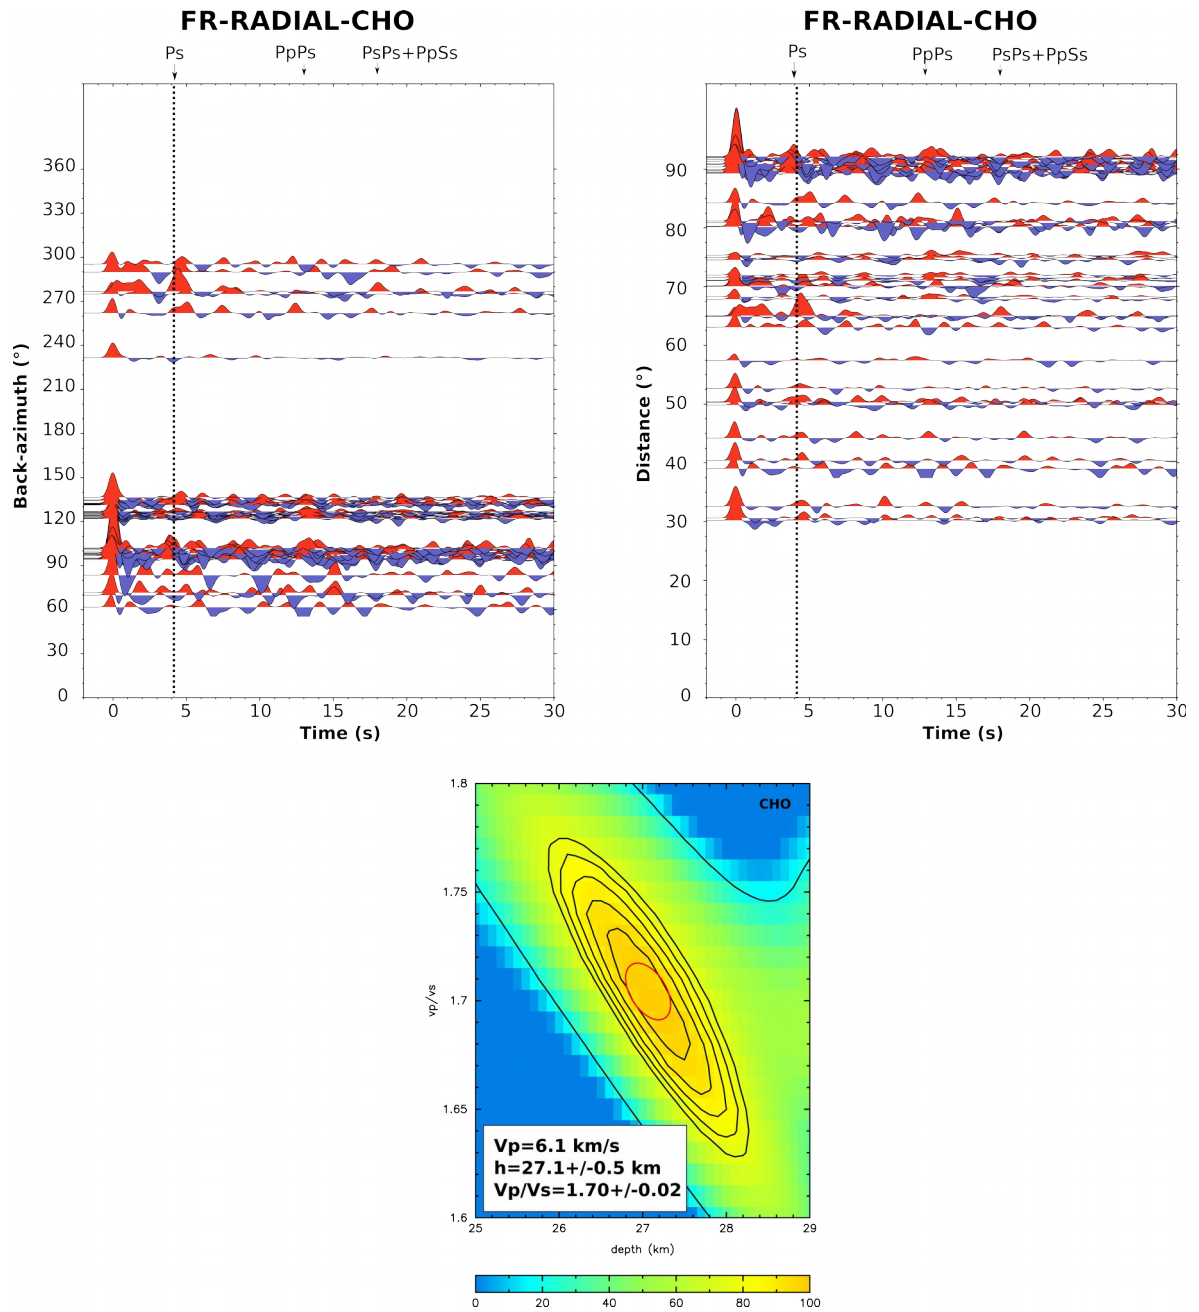 FR-RADIAL-CHO
Ps PpPs PsPs+PpSs
Back-azimuth (°)
360
330
300
270
240
210
180
150
120
90
60
30
0
0 5 10 15 20 25 30
Time (s)
FR-RADIAL-CHO
Ps PpPs PsPs+PpSs
Distance (°)
90
80
70
60
50
40
30
20
10
0
0 5 10 15 20 25 30
Time (s)
CHO
vp/vs
1.8
1.75
1.7
1.65
1.6
Vp=6.1 km/s
h=27.1+/-0.5 km
Vp/Vs=1.70+/-0.02
25 26 27 28 29
depth (km)
0 20 40 60 80 100